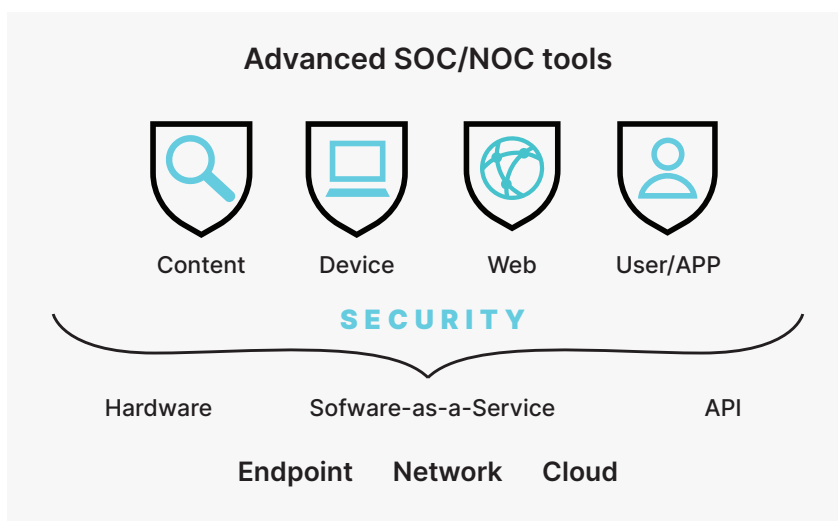 Advanced SOC/NOC tools
Content Device Web User/APP
SECURITY
Hardware Sofware-as-a-Service API
Endpoint Network Cloud